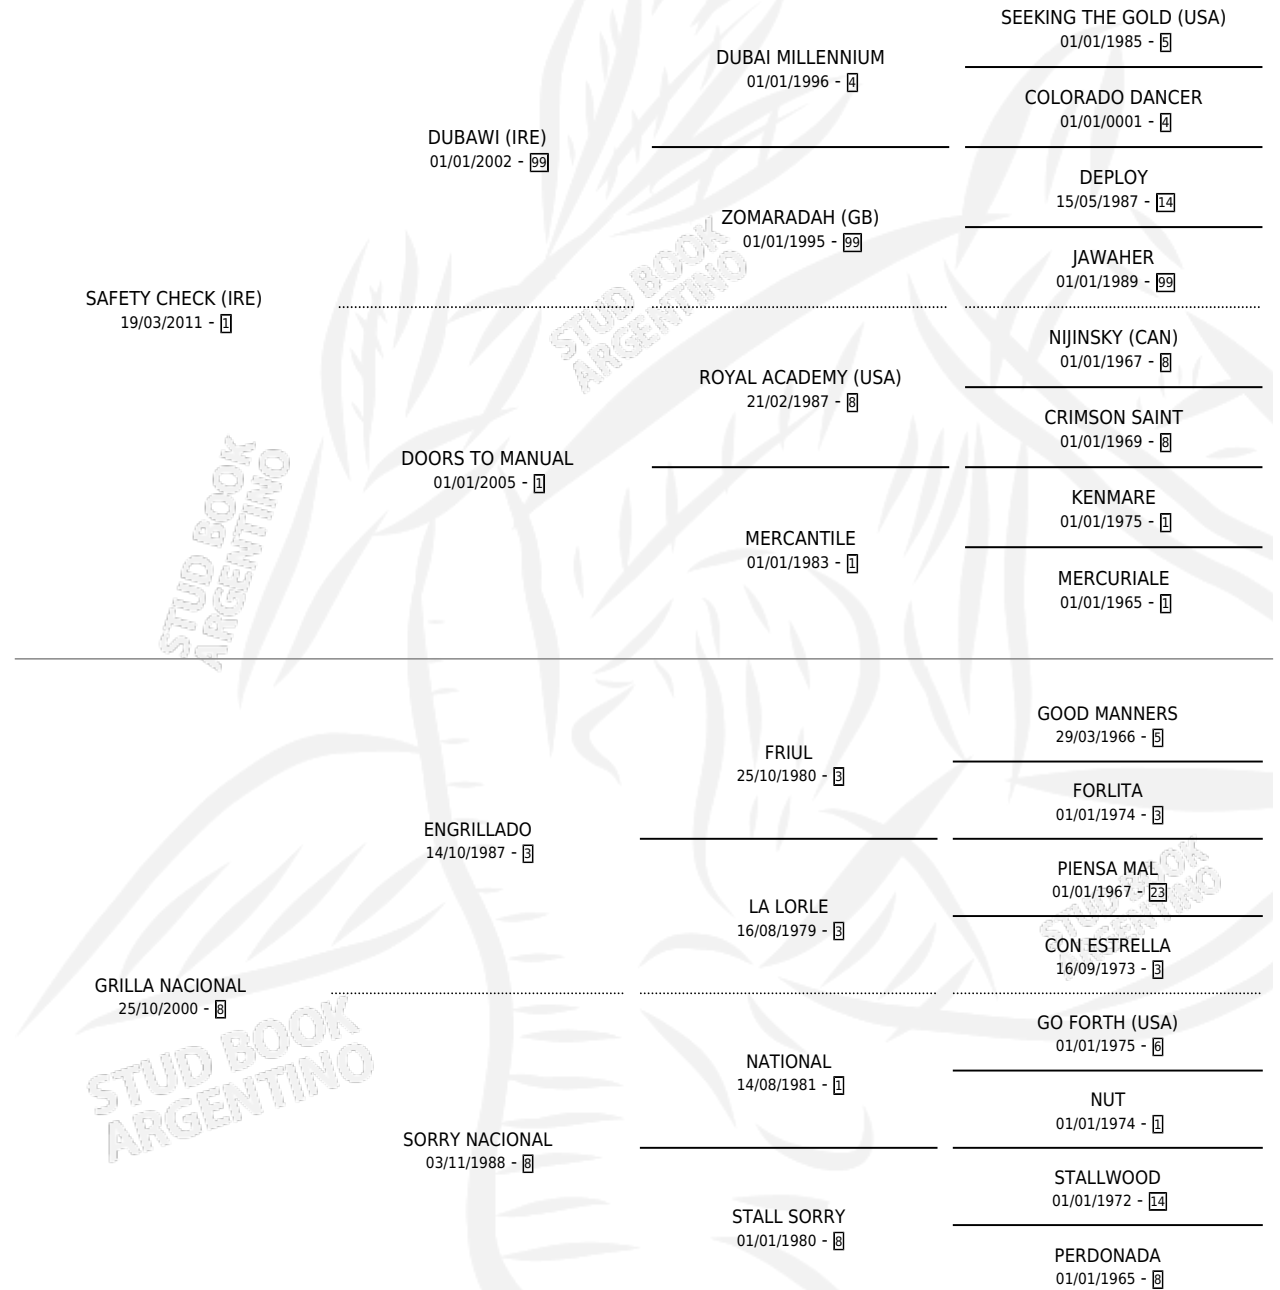 SEEKING THE GOLD (USA)
01/01/1985 - 5
DUBAI MILLENNIUM
01/01/1996 - 4
COLORADO DANCER
01/01/0001 - 4
DUBAWI (IRE)
01/01/2002 - 99
DEPLOY
15/05/1987 - 14
ZOMARADAH (GB)
01/01/1995 - 99
JAWAHER
01/01/1989 - 99
SAFETY CHECK (IRE)
19/03/2011 - 1
NIJINSKY (CAN)
01/01/1967 - 8
ROYAL ACADEMY (USA)
21/02/1987 - 8
CRIMSON SAINT
01/01/1969 - 8
DOORS TO MANUAL
01/01/2005 - 1
KENMARE
01/01/1975 - 1
MERCANTILE
01/01/1983 - 1
MERCURIALE
01/01/1965 - 1
GOOD MANNERS
29/03/1966 - 5
FRIUL
25/10/1980 - 3
FORLITA
01/01/1974 - 3
ENGRILLADO
14/10/1987 - 3
PIENSA MAL
01/01/1967 - 23
LA LORLE
16/08/1979 - 3
CON ESTRELLA
16/09/1973 - 3
GRILLA NACIONAL
25/10/2000 - 8
GO FORTH (USA)
01/01/1975 - 6
NATIONAL
14/08/1981 - 1
NUT
01/01/1974 - 1
SORRY NACIONAL
03/11/1988 - 8
STALLWOOD
01/01/1972 - 14
STALL SORRY
01/01/1980 - 8
PERDONADA
01/01/1965 - 8
STUD BOOK
ARGENTINO
STUD BOOK
ARGENTINO
STUD BOOK
ARGENTINO
STUD BOOK
ARGENTINO